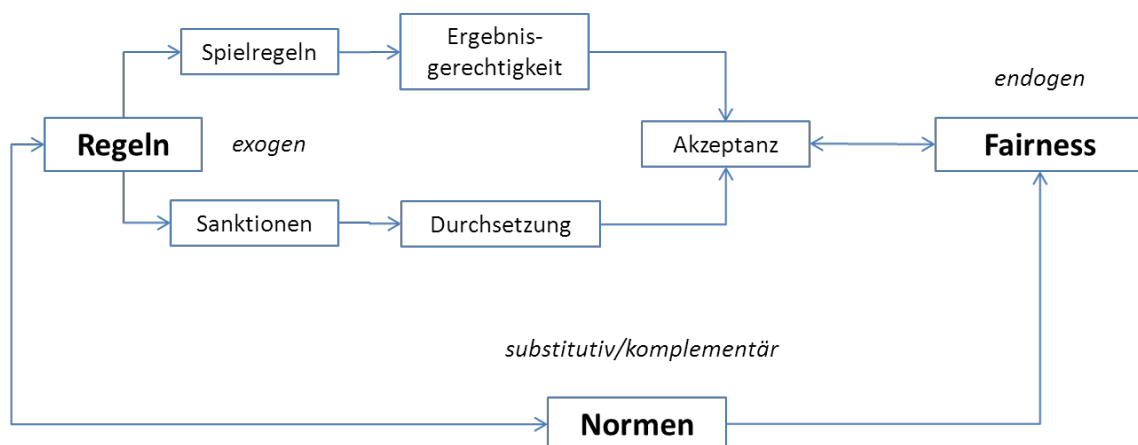 Spielregeln
Ergebnis-
gerechtigkeit
endogen
Regeln
exogen
Akzeptanz
Fairness
Sanktionen
Durchsetzung
substitutiv/komplementär
Normen